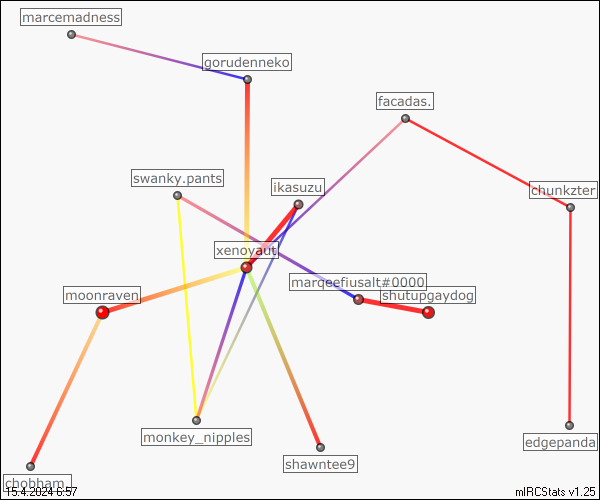 marcemadness
gorudenneko
facadas.
swanky.pants
ikasuzu
chunkzter
xenoyaut
marqeefiusalt#0000
moonraven
shutupgaydog
monkey_nipples
edgepanda
shawntee9
chobham_
15.4.2024 6:57
mIRCStats v1.25